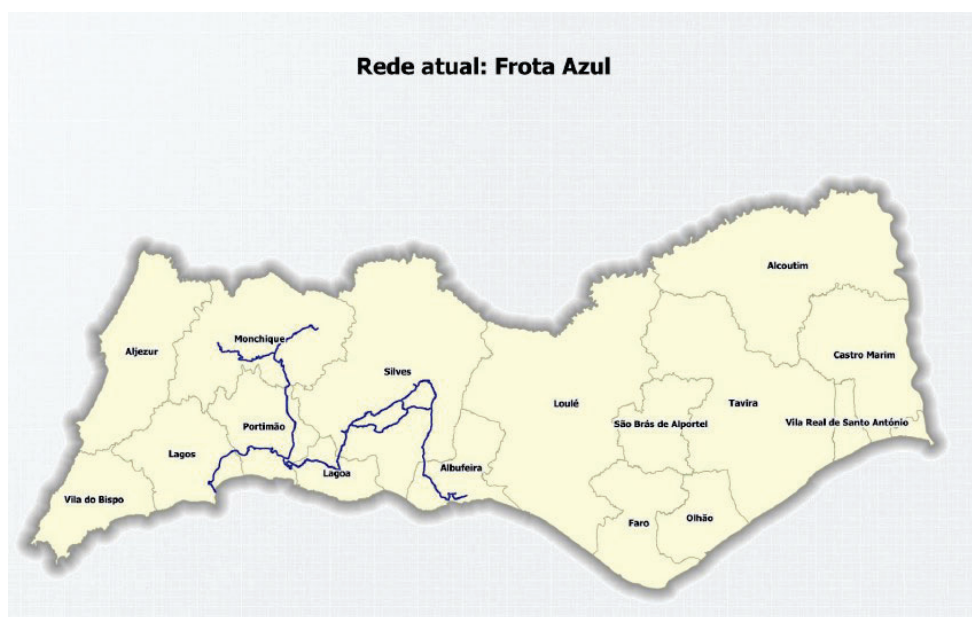 Rede atual: Frota Azul
Alcoutim
Monchique
Aljezur
Castro Marim
Silves
Loulé
Tavira
São Brás de Alportel
Vila Real de Santo António
Portimão
Lagos
Lagoa
Albufeira
Vila do Bispo
Faro
Olhão